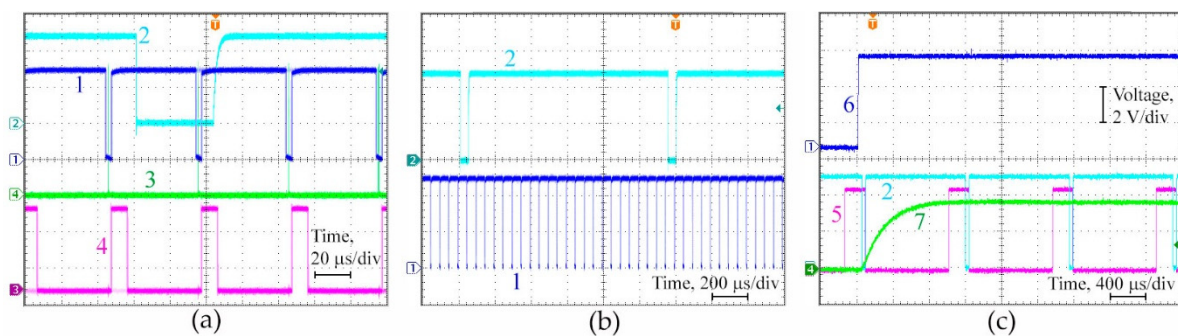 T
2
1
3
4
2
1
4
3
Time,
20 μs/div
(a)
T
2
2
1
1
Time, 200 μs/div
(b)
T
6
Voltage,
2 V/div
1
5
2
7
4
Time, 400 μs/div
(c)